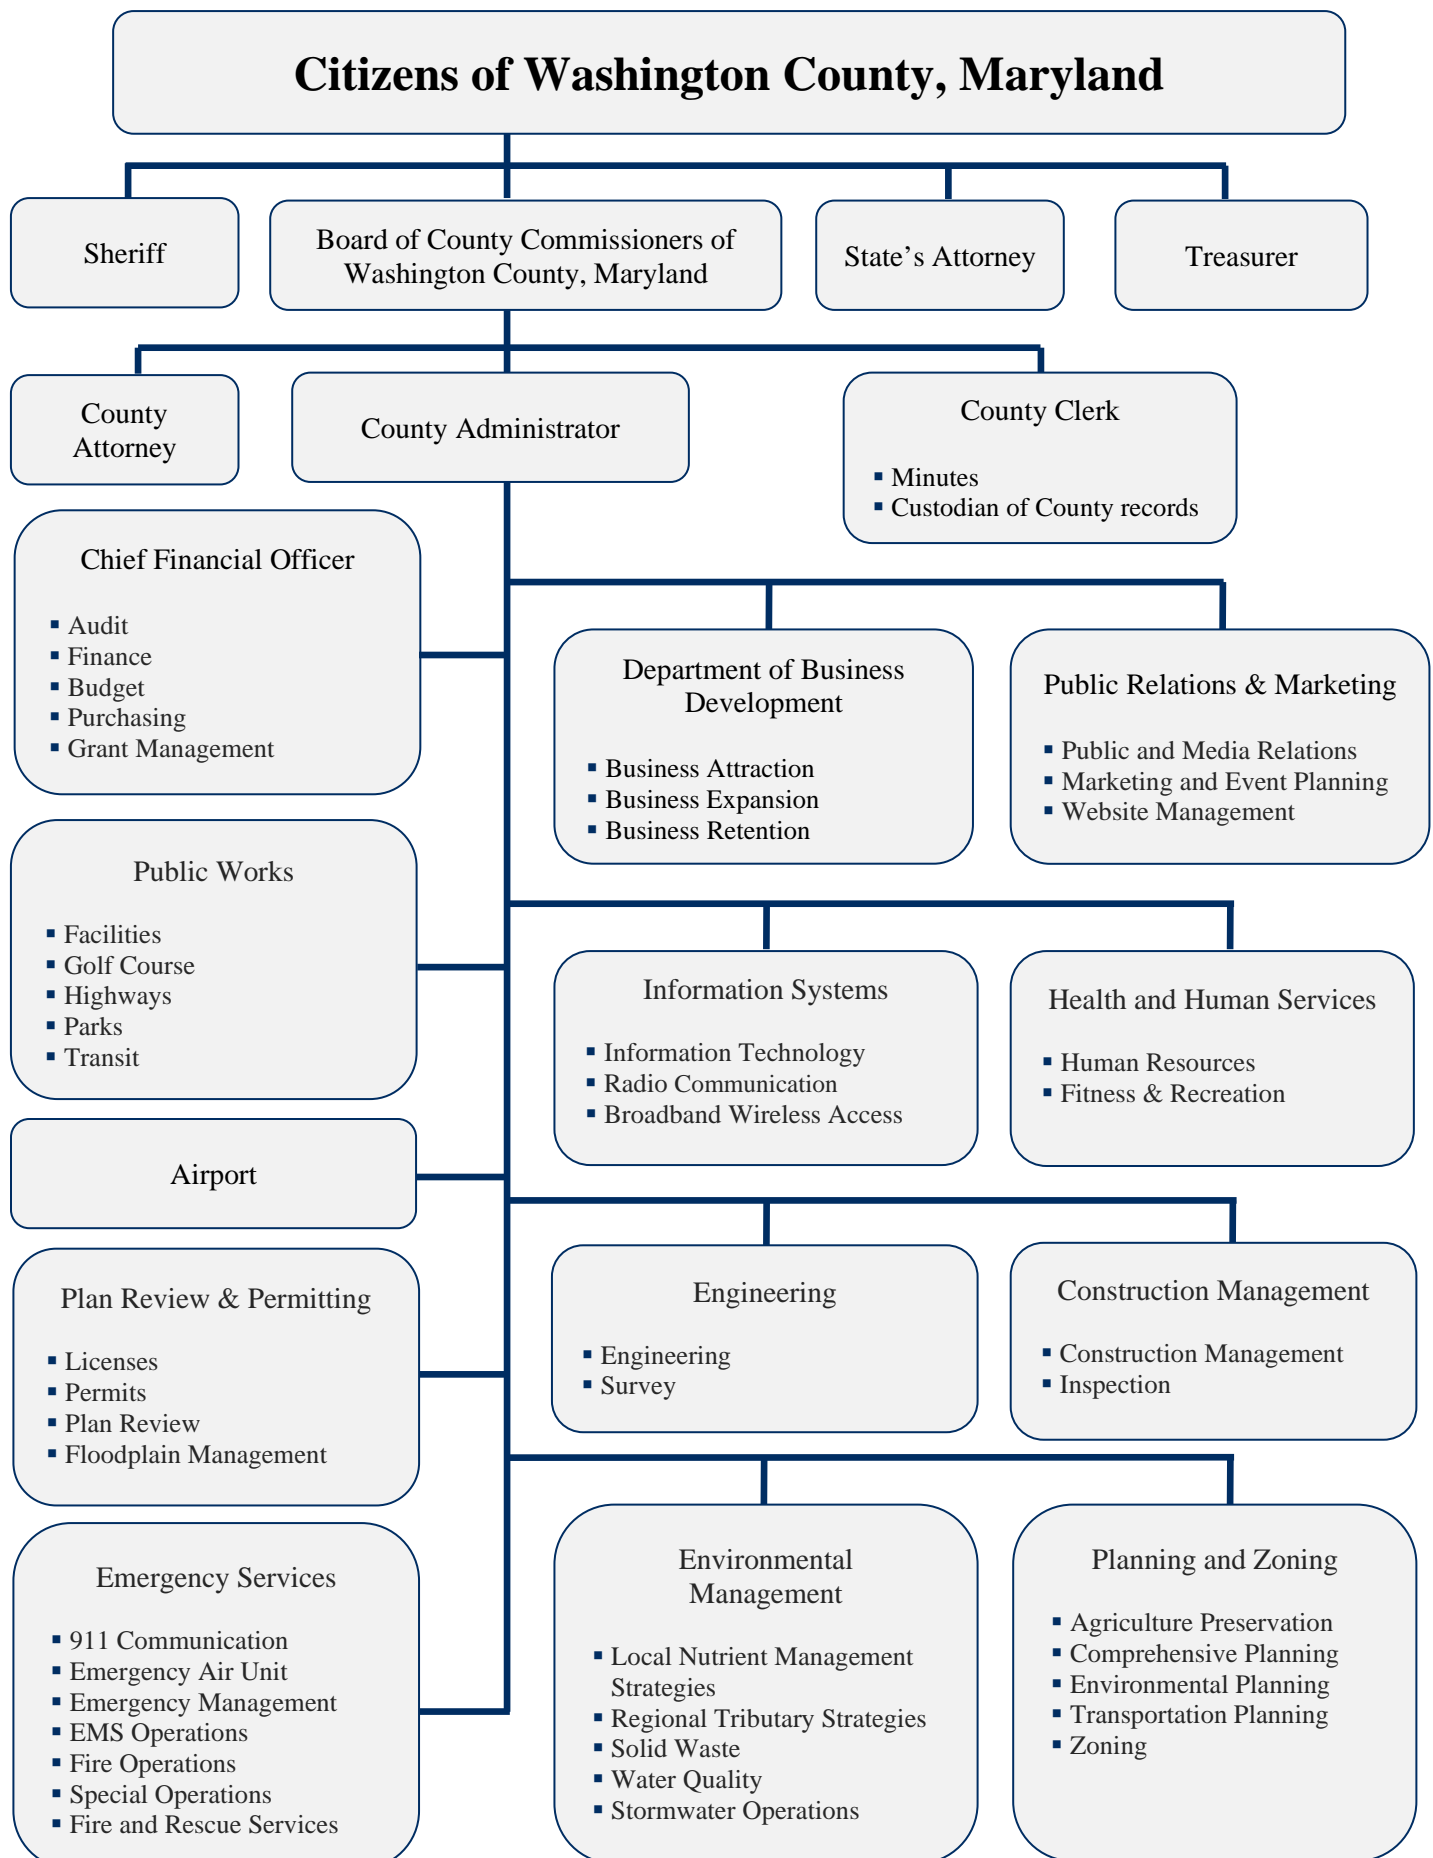 Citizens of Washington County, Maryland
Sheriff
Board of County Commissioners of
Washington County, Maryland
State’s Attorney
Treasurer
County
Attorney
County Administrator
County Clerk
▪ Minutes
▪ Custodian of County records
Chief Financial Officer
▪ Audit
▪ Finance
▪ Budget
▪ Purchasing
▪ Grant Management
Department of Business
Development
▪ Business Attraction
▪ Business Expansion
▪ Business Retention
Public Relations & Marketing
▪ Public and Media Relations
▪ Marketing and Event Planning
▪ Website Management
Public Works
▪ Facilities
▪ Golf Course
▪ Highways
▪ Parks
▪ Transit
Information Systems
▪ Information Technology
▪ Radio Communication
▪ Broadband Wireless Access
Health and Human Services
▪ Human Resources
▪ Fitness & Recreation
Airport
Plan Review & Permitting
▪ Licenses
▪ Permits
▪ Plan Review
▪ Floodplain Management
Engineering
▪ Engineering
▪ Survey
Construction Management
▪ Construction Management
▪ Inspection
Emergency Services
▪ 911 Communication
▪ Emergency Air Unit
▪ Emergency Management
▪ EMS Operations
▪ Fire Operations
▪ Special Operations
▪ Fire and Rescue Services
Environmental
Management
▪ Local Nutrient Management
Strategies
▪ Regional Tributary Strategies
▪ Solid Waste
▪ Water Quality
▪ Stormwater Operations
Planning and Zoning
▪ Agriculture Preservation
▪ Comprehensive Planning
▪ Environmental Planning
▪ Transportation Planning
▪ Zoning